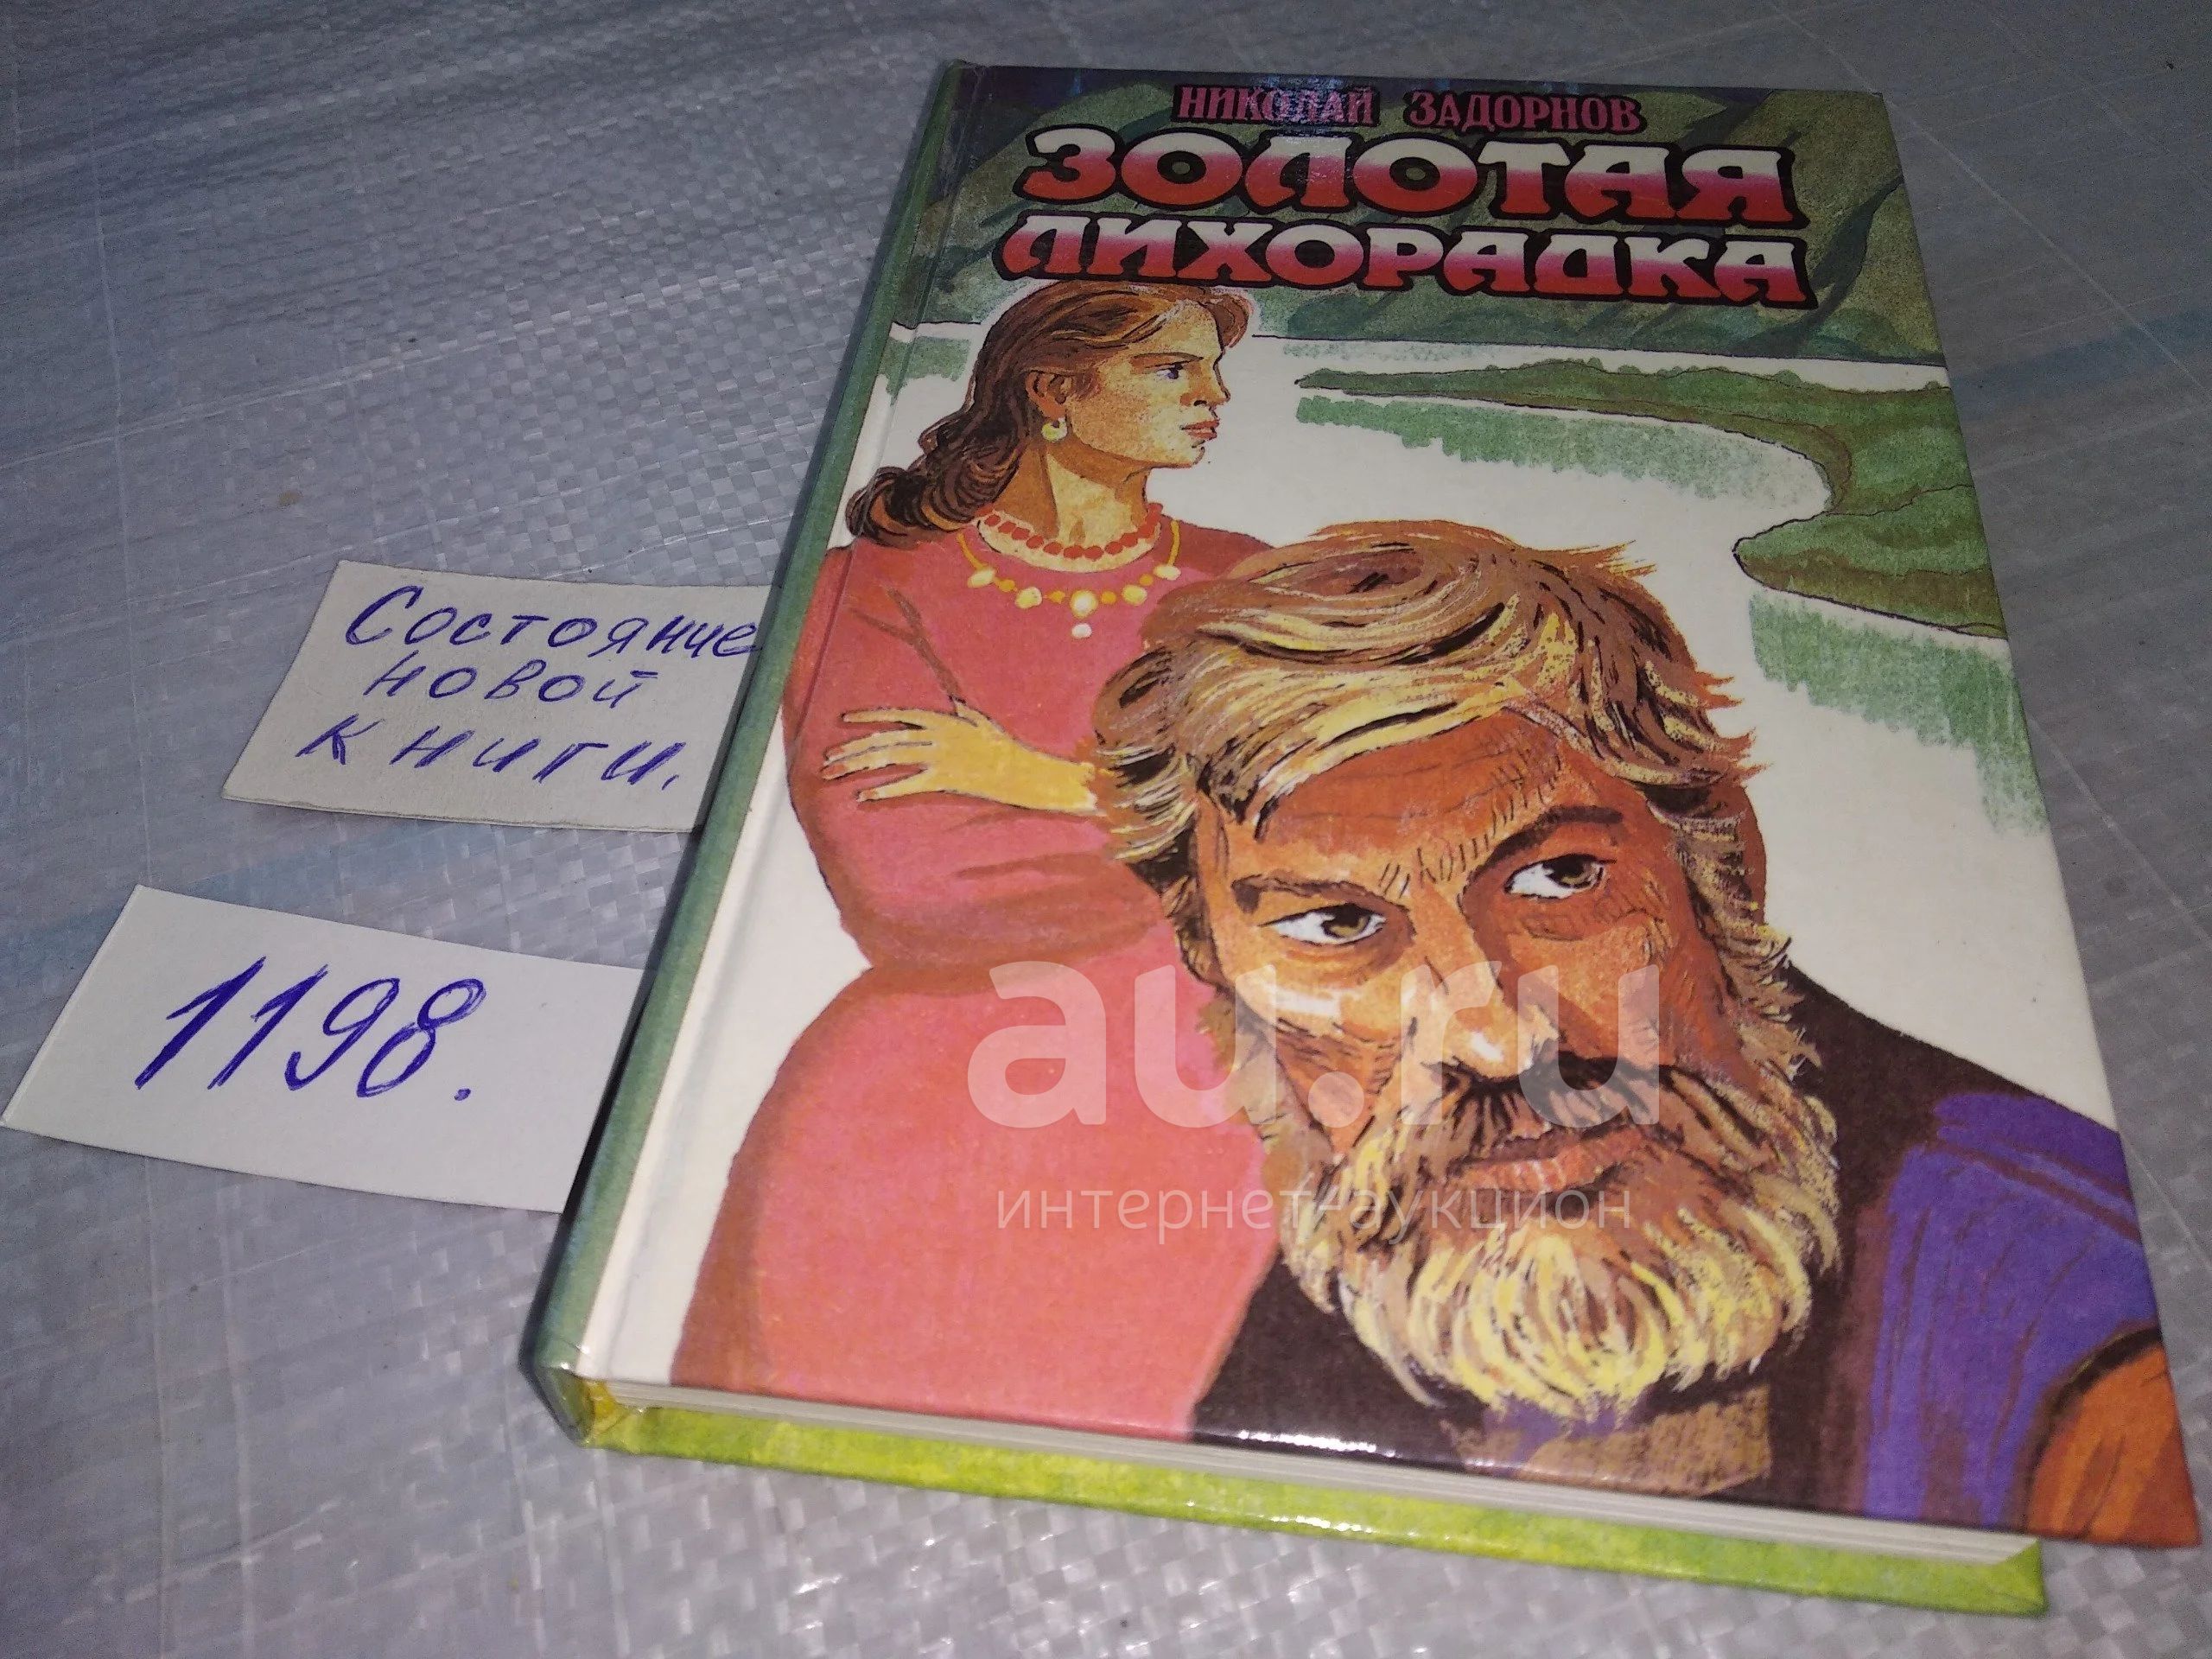 НИКОЛАЙ ЗАДОРНОВ
ЗОЛОТАЯ
ЛИХОРАДКА
Состояние
новой
книги.
1198.
au.ru
интернет-аукцион